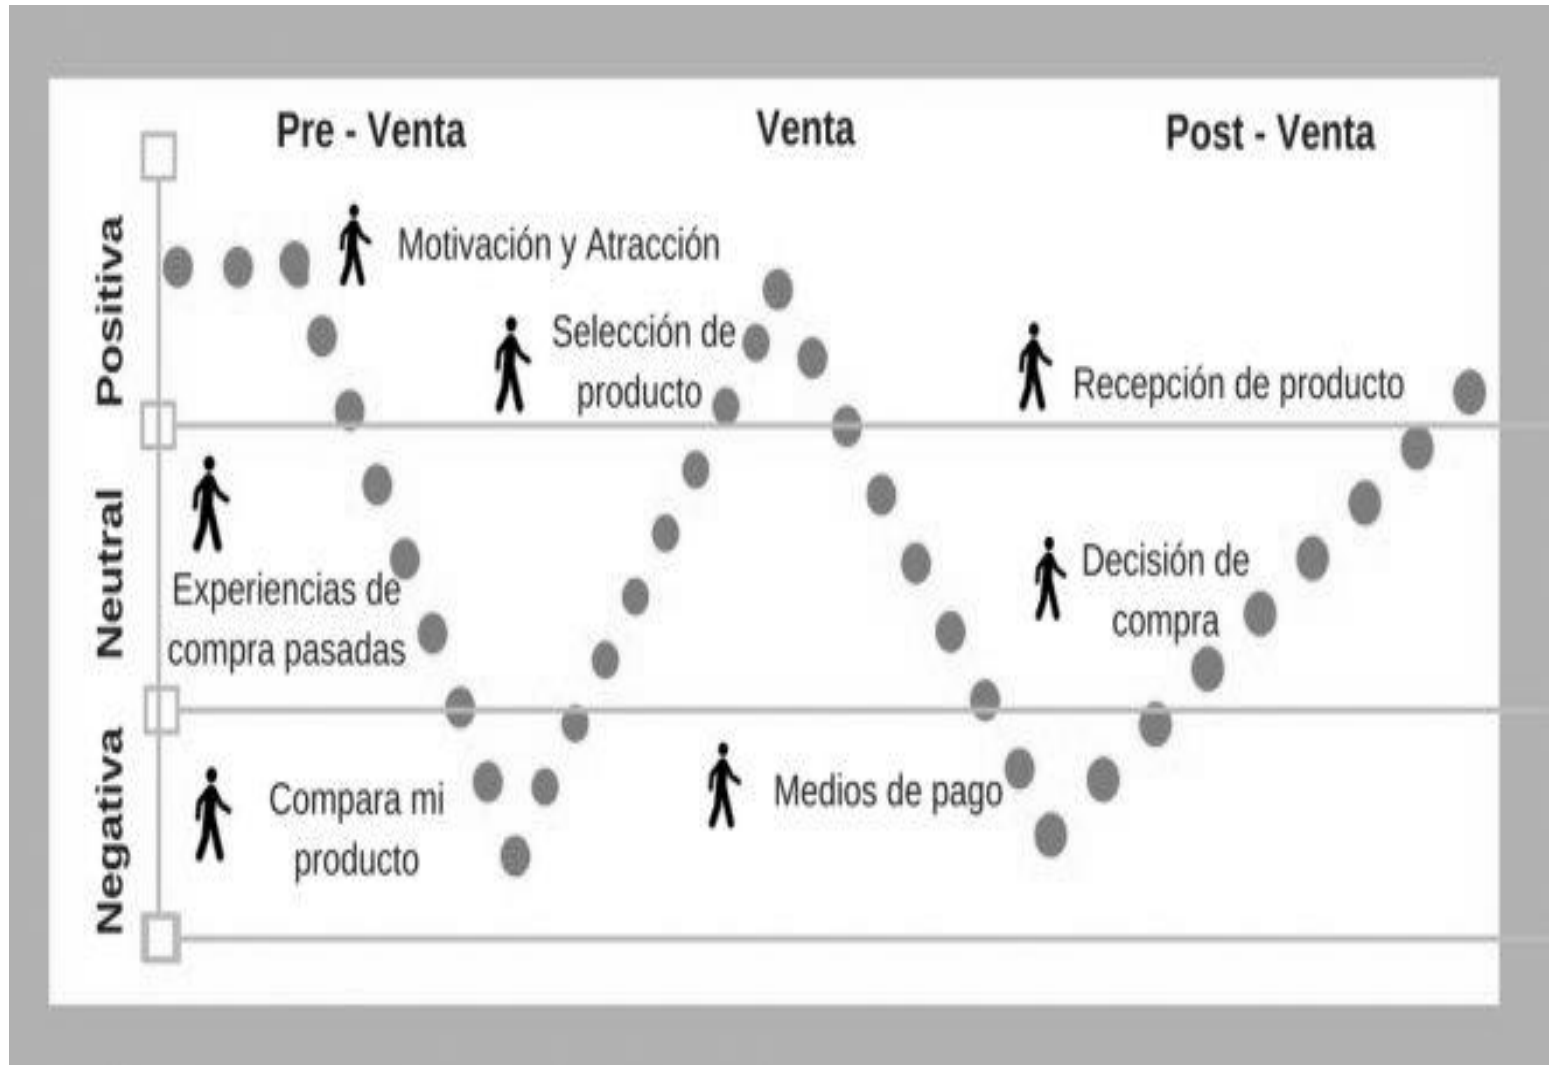 Pre - Venta
Venta
Post - Venta
Positiva
Motivación y Atracción
Selección de
producto
Recepción de producto
Neutral
Experiencias de
compra pasadas
Decisión de
compra
Negativa
Compara mi
producto
Medios de pago